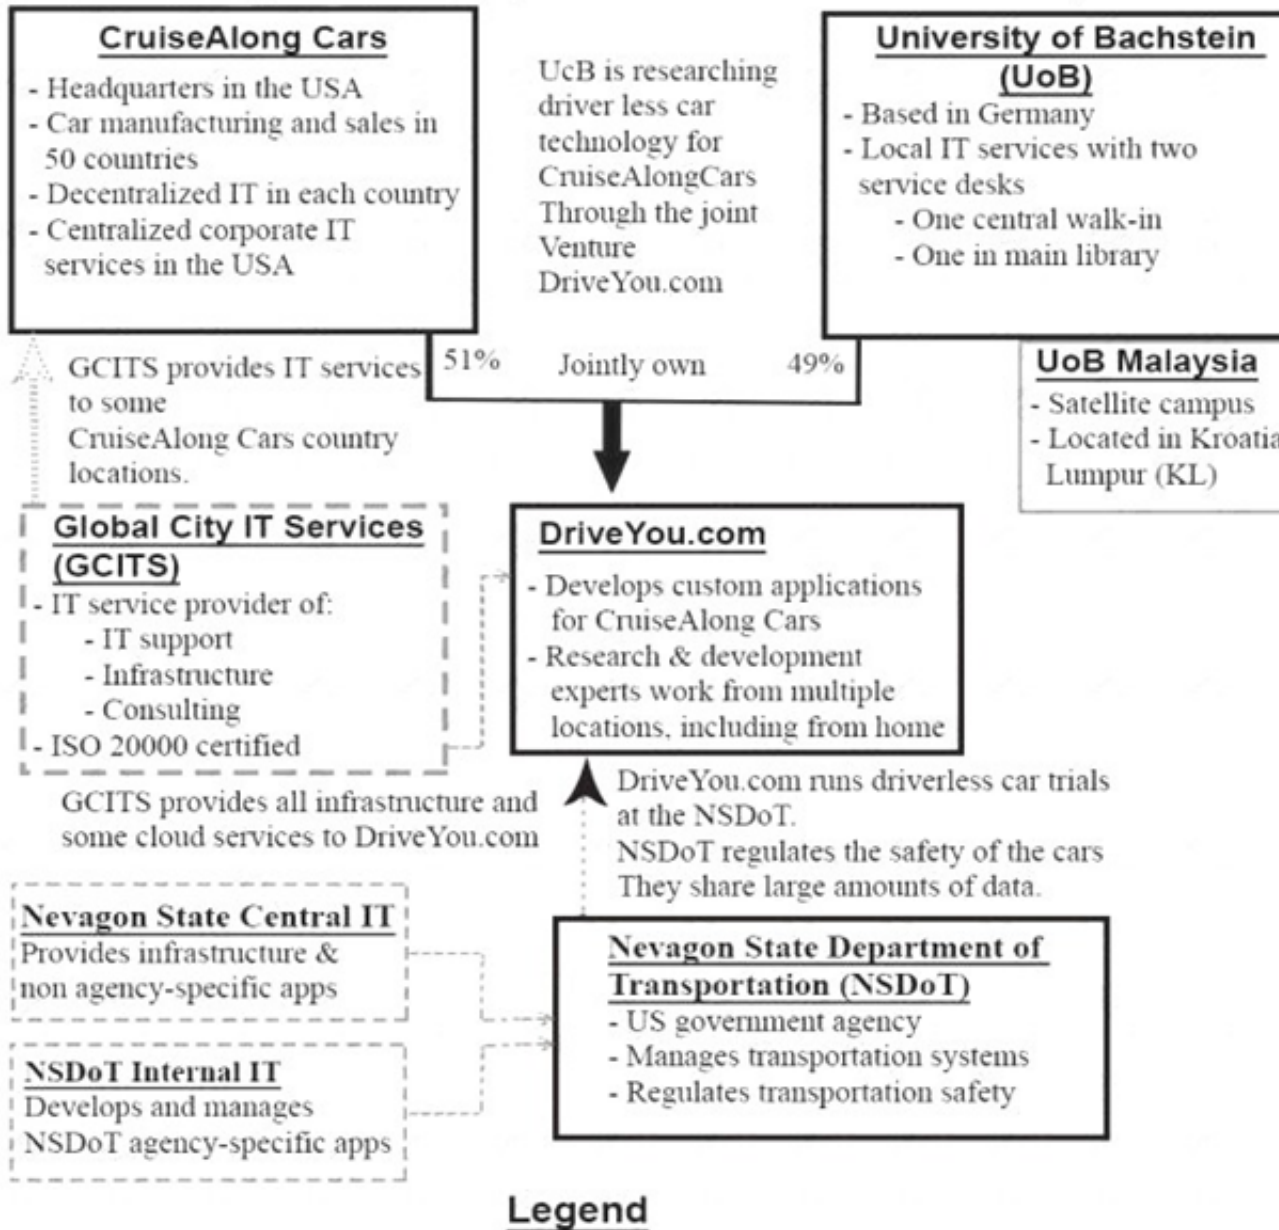 CruiseAlong Cars
- Headquarters in the USA
- Car manufacturing and sales in
50 countries
- Decentralized IT in each country
- Centralized corporate IT
services in the USA
UcB is researching
driver less car
technology for
CruiseAlongCars
Through the joint
Venture
DriveYou.com
University of Bachstein
(UoB)
- Based in Germany
- Local IT services with two
service desks
- One central walk-in
- One in main library
51% Jointly own 49%
GCITS provides IT services
to some
CruiseAlong Cars country
locations.
UoB Malaysia
- Satellite campus
- Located in Kroatia
Lumpur (KL)
Global City IT Services
(GCITS)
- IT service provider of:
- IT support
- Infrastructure
- Consulting
- ISO 20000 certified
DriveYou.com
- Develops custom applications
for CruiseAlong Cars
- Research & development
experts work from multiple
locations, including from home
GCITS provides all infrastructure and
some cloud services to DriveYou.com
DriveYou.com runs driverless car trials
at the NSDoT.
NSDoT regulates the safety of the cars
They share large amounts of data.
Nevagon State Central IT
Provides infrastructure &
non agency-specific apps
NSDoT Internal IT
Develops and manages
NSDoT agency-specific apps
Nevagon State Department of
Transportation (NSDoT)
- US government agency
- Manages transportation systems
- Regulates transportation safety
Legend